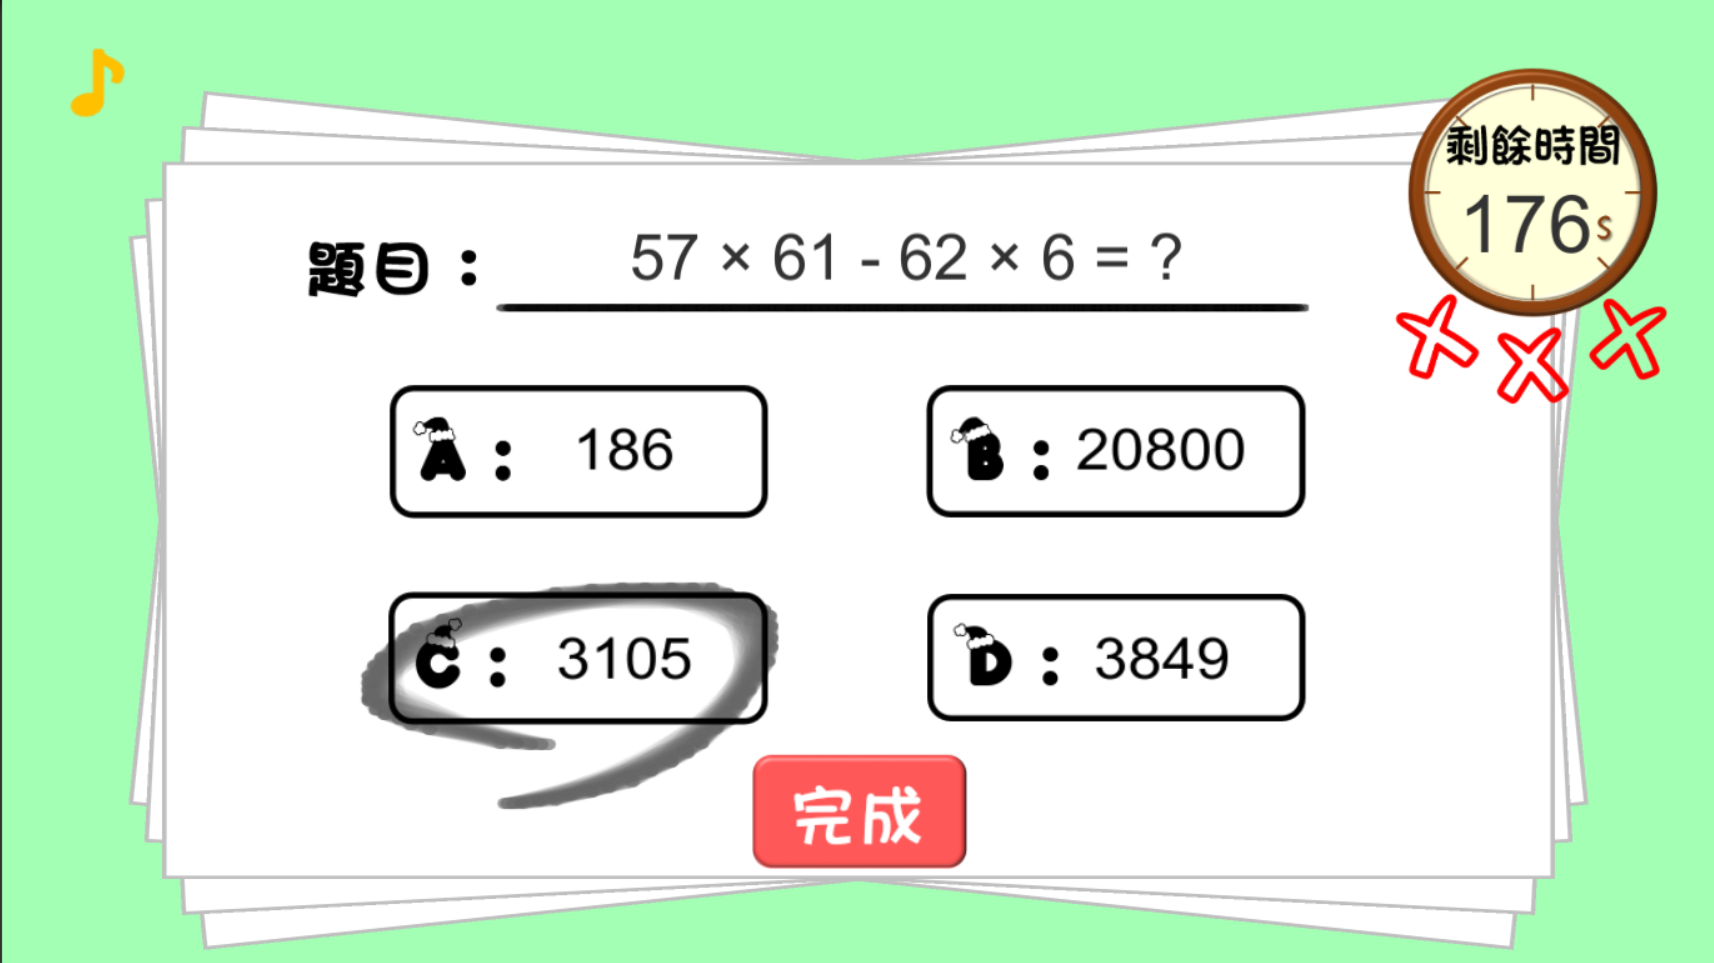 剩餘時間
176s
題目： 57 × 61 - 62 × 6 = ?
A： 186
B： 20800
C： 3105
D： 3849
完成